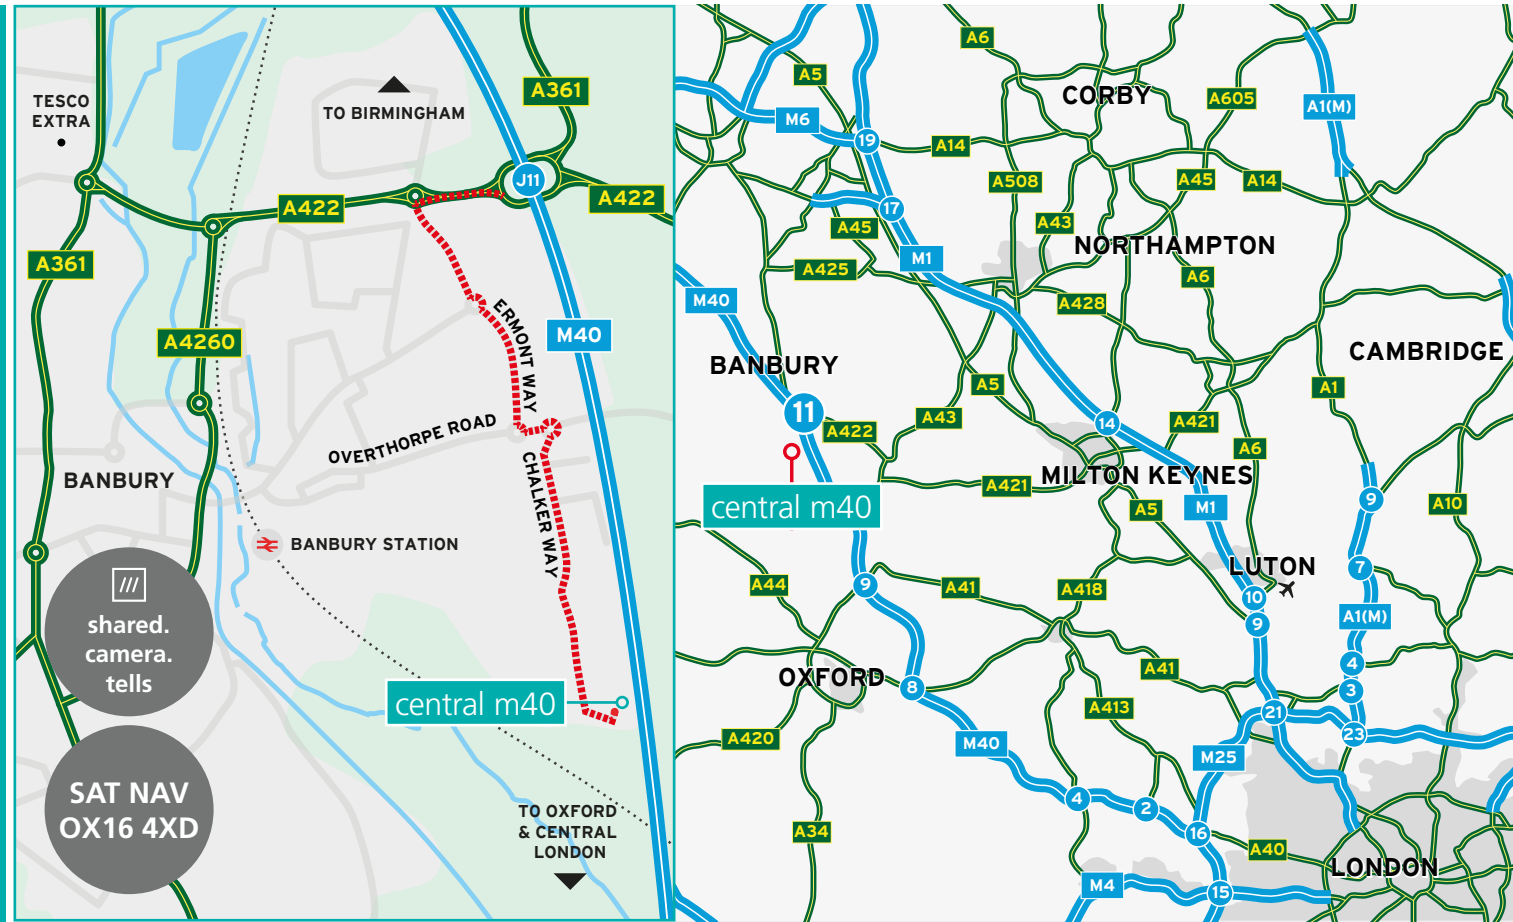 TESCO
EXTRA
TO BIRMINGHAM
A361
J11
A422
A422
A361
A4260
M40
ERMONT WAY
OVERTHORPE ROAD
CHALKER WAY
BANBURY
BANBURY STATION
///
shared.
camera.
tells
central m40
SAT NAV
OX16 4XD
TO OXFORD
& CENTRAL
LONDON
A6
A5
CORBY
A605
A1(M)
M6
19
A14
A508
A45
A14
17
A45
A43
NORTHAMPTON
M1
A425
A6
M40
A428
BANBURY
CAMBRIDGE
A5
A1
11
A422
A43
14
A421
A6
central m40
A421
MILTON KEYNES
A5
M1
9
A10
LUTON
7
A44
9
A41
A418
10
9
A1(M)
OXFORD
8
A41
4
3
A413
21
23
A420
M40
M25
4
2
16
A34
A40
LONDON
M4
15